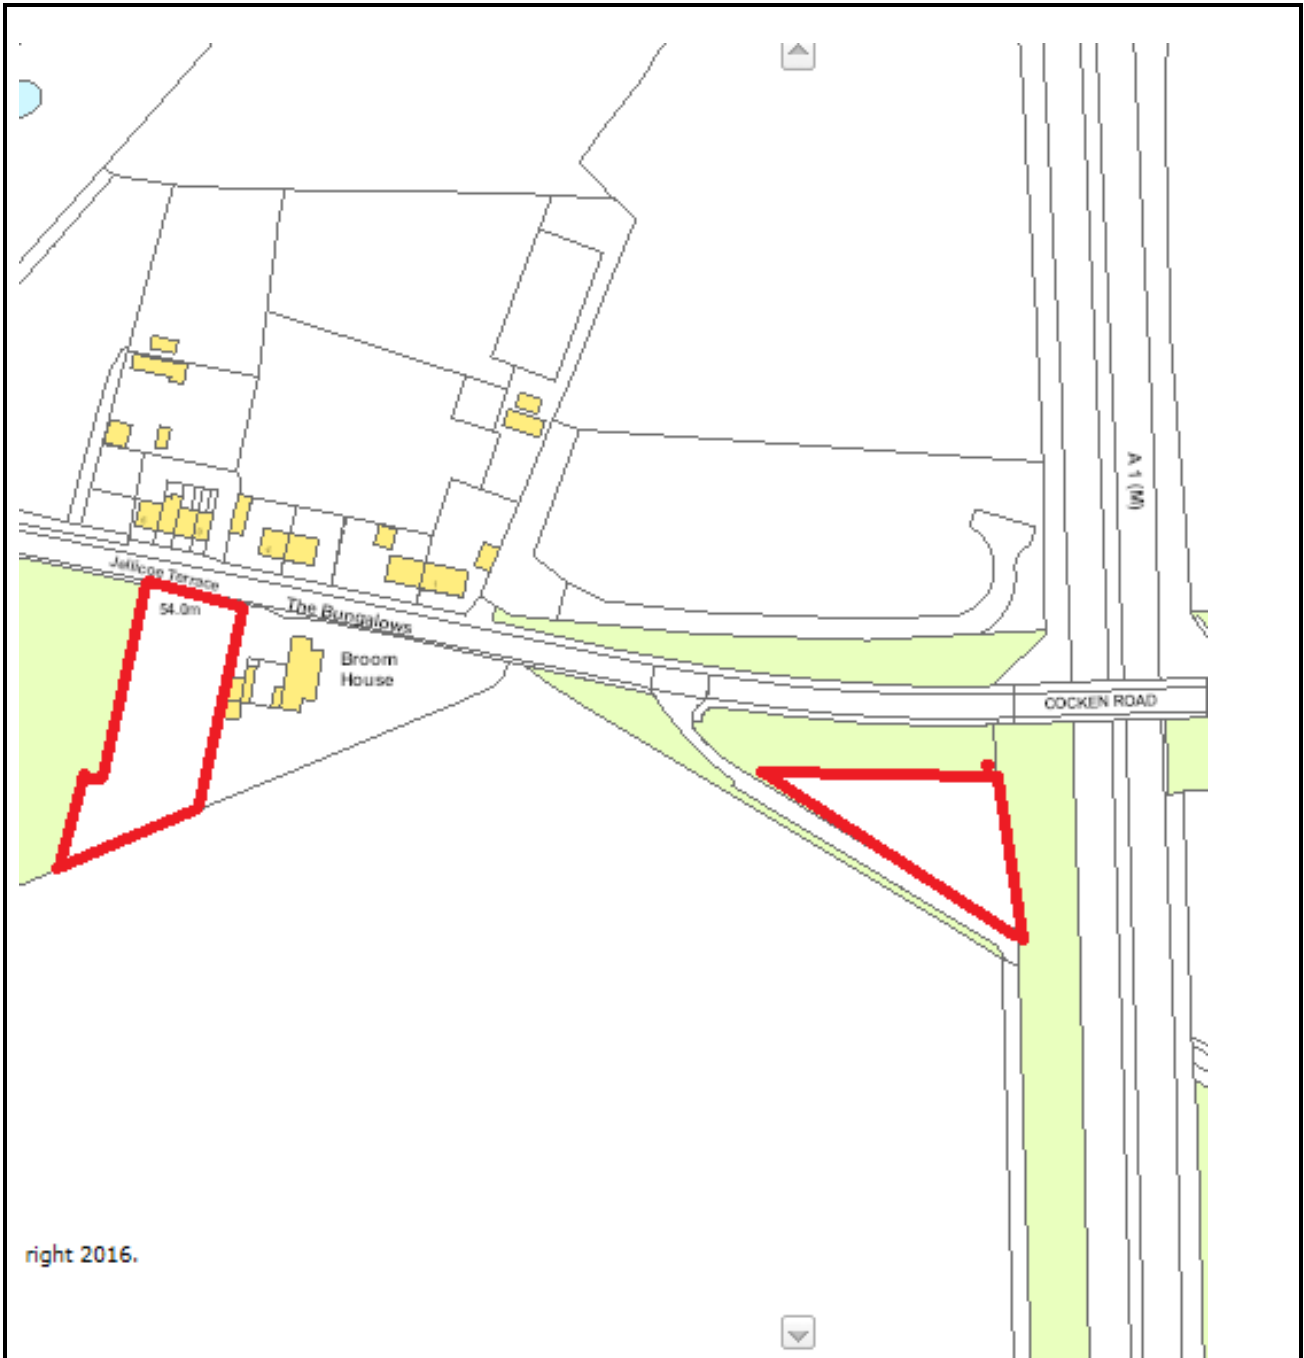 A 1 (M)
Jellicoe Terrace
54.0m
The Bungalows
Broom
House
COCKEN ROAD
right 2016.